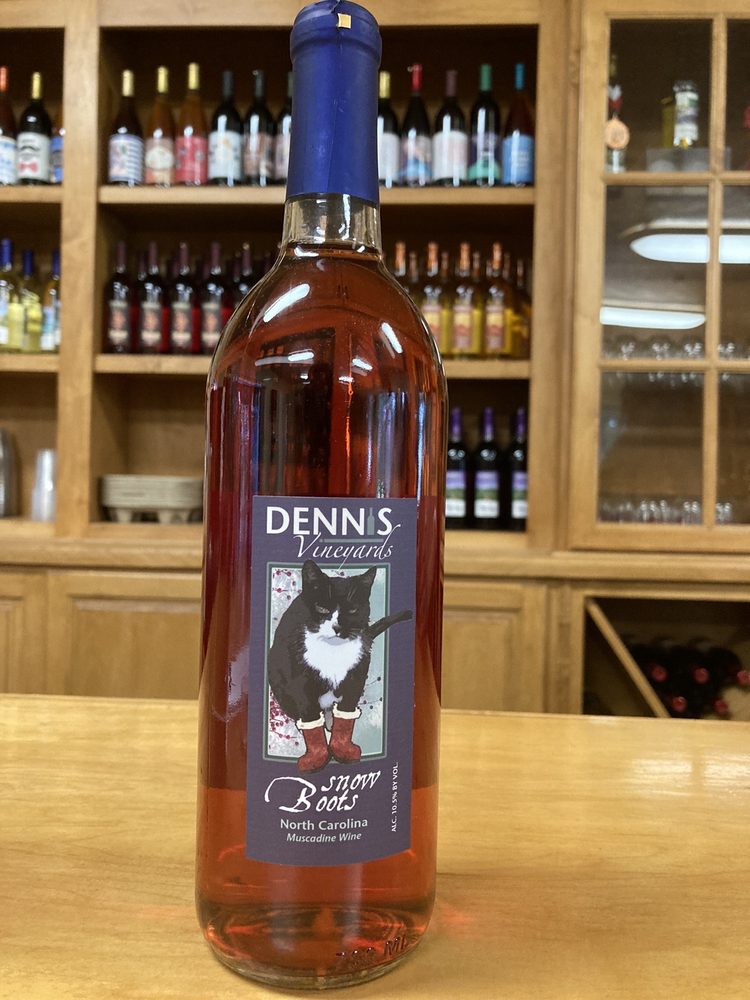 DENNIS
Vineyards
snow
Boots
North Carolina
Muscadine Wine
ALC. 10.5% BY VOL.